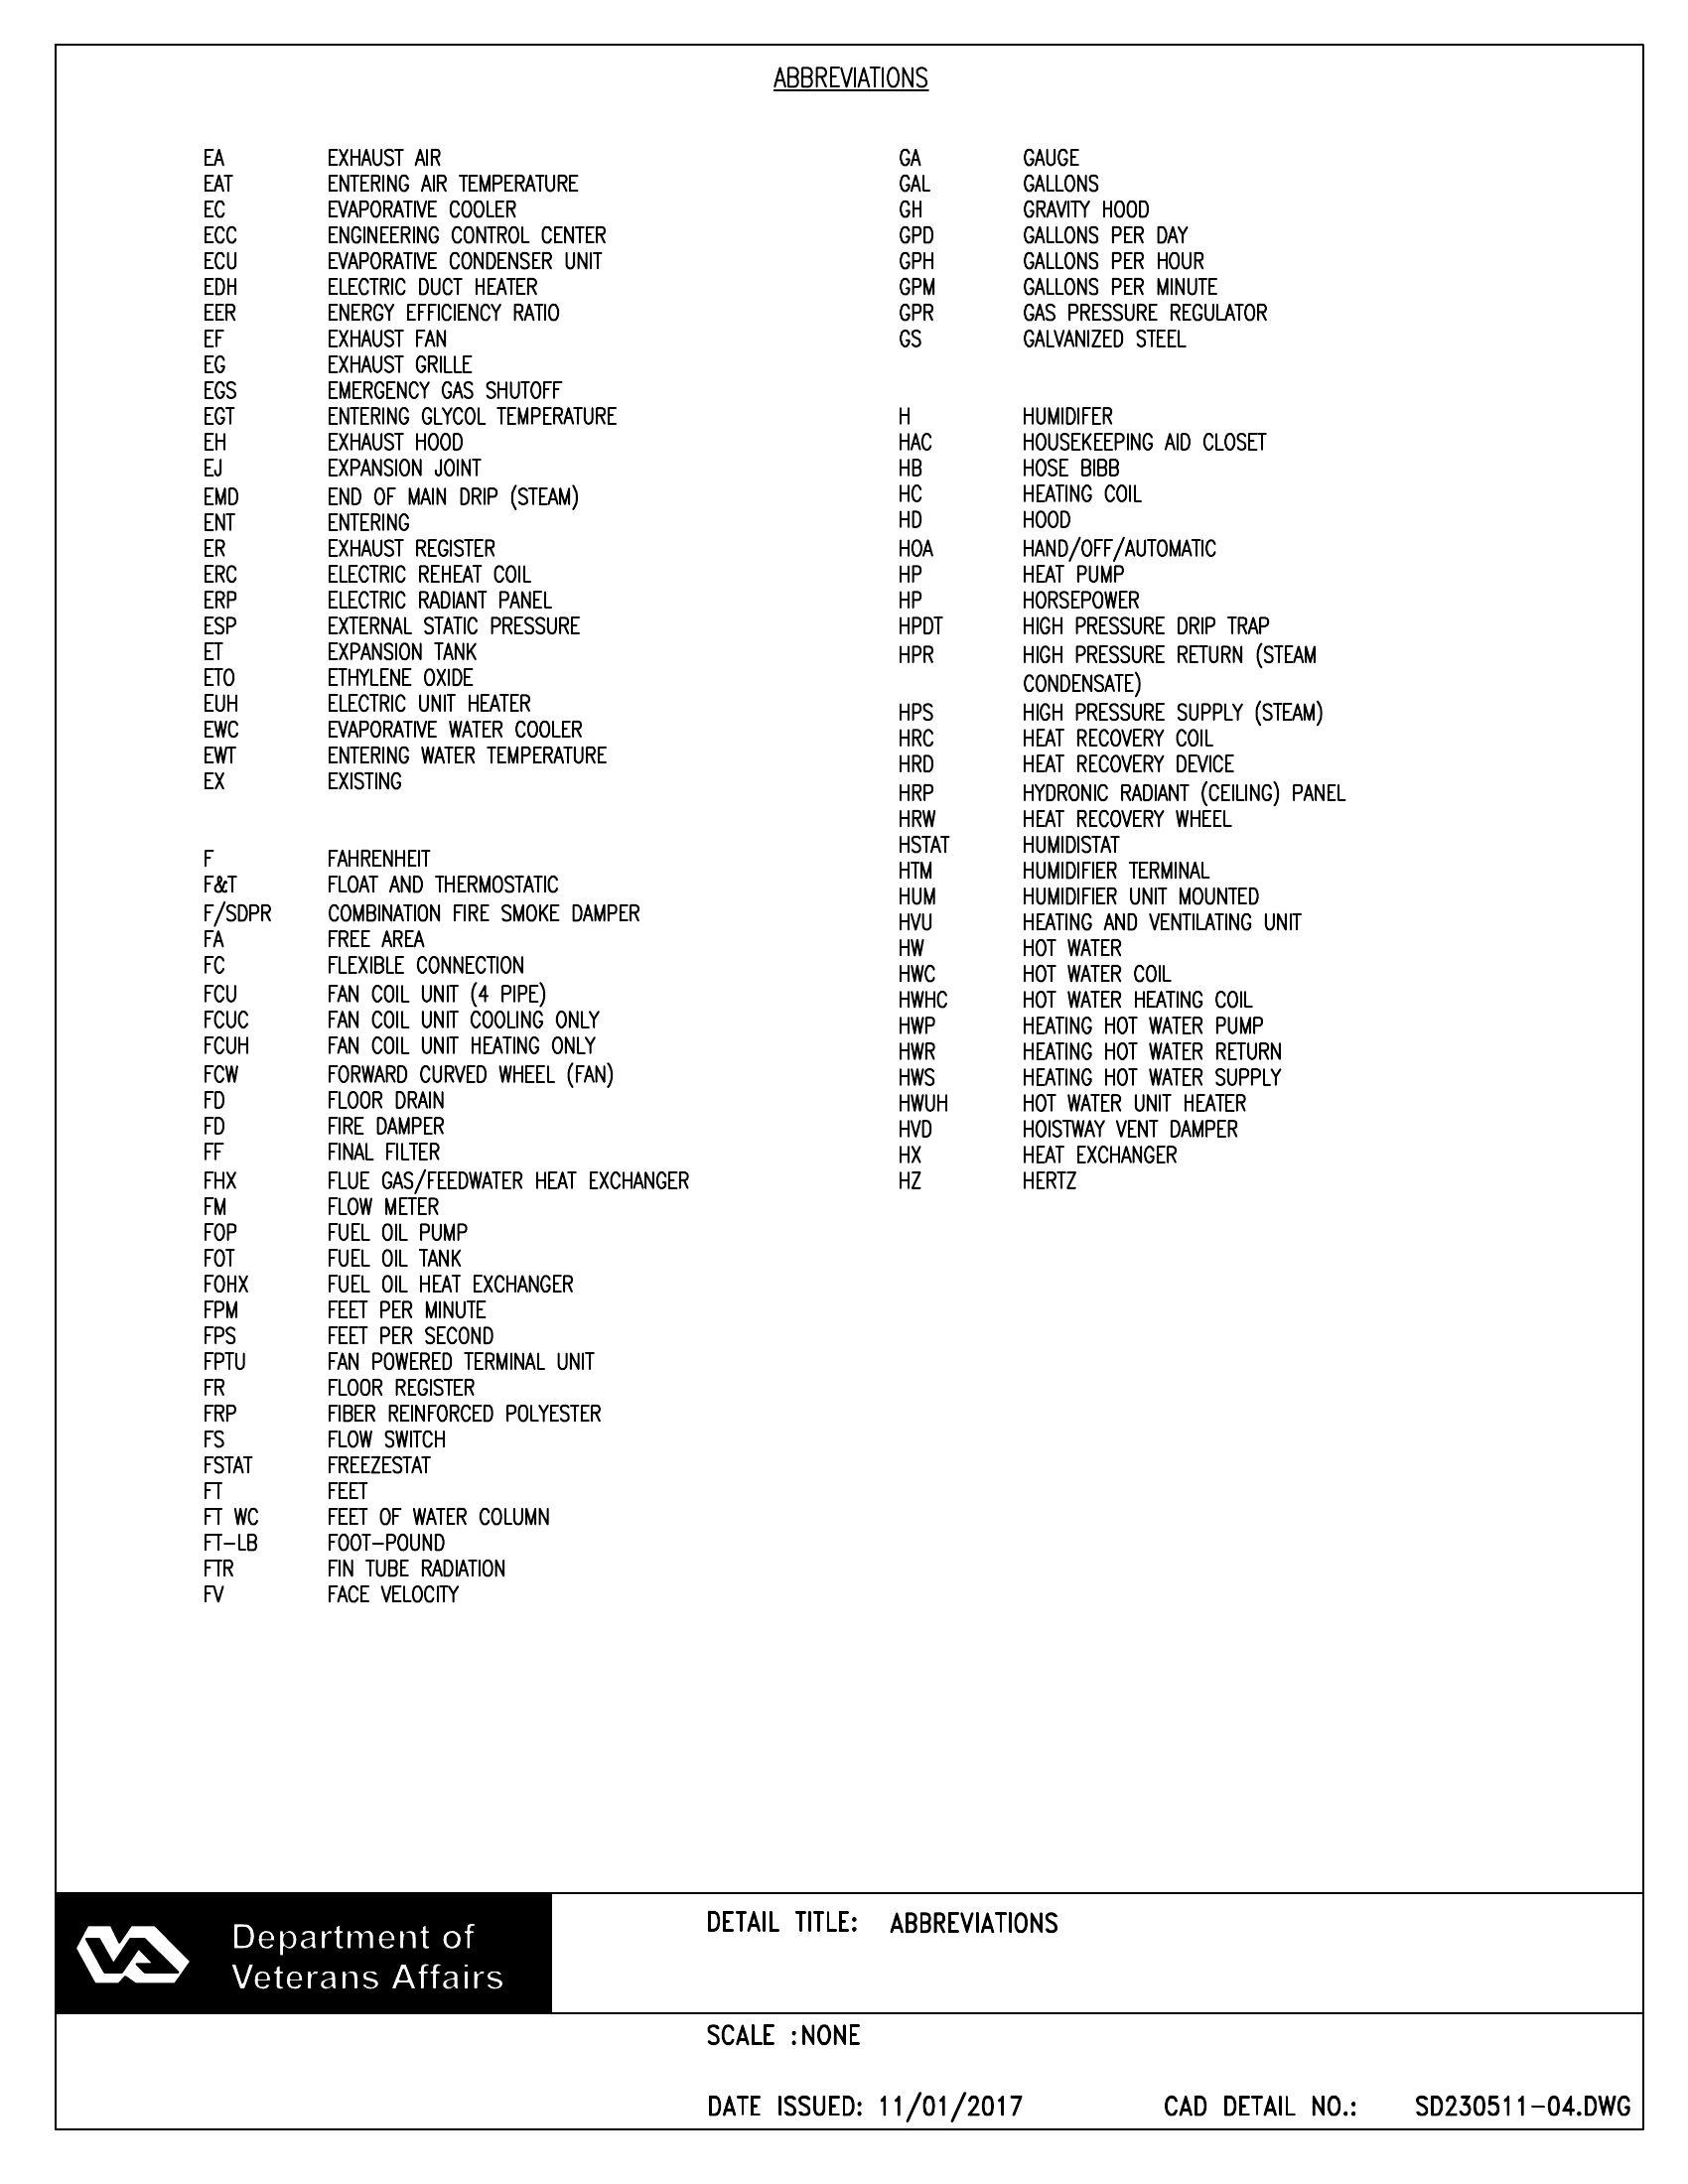 ABBREVIATIONS
EA EXHAUST AIR
EAT ENTERING AIR TEMPERATURE
EC EVAPORATIVE COOLER
ECC ENGINEERING CONTROL CENTER
ECU EVAPORATIVE CONDENSER UNIT
EDH ELECTRIC DUCT HEATER
EER ENERGY EFFICIENCY RATIO
EF EXHAUST FAN
EG EXHAUST GRILLE
EGS EMERGENCY GAS SHUTOFF
EGT ENTERING GLYCOL TEMPERATURE
EH EXHAUST HOOD
EJ EXPANSION JOINT
EMD END OF MAIN DRIP (STEAM)
ENT ENTERING
ER EXHAUST REGISTER
ERC ELECTRIC REHEAT COIL
ERP ELECTRIC RADIANT PANEL
ESP EXTERNAL STATIC PRESSURE
ET EXPANSION TANK
ETO ETHYLENE OXIDE
EUH ELECTRIC UNIT HEATER
EWC EVAPORATIVE WATER COOLER
EWT ENTERING WATER TEMPERATURE
EX EXISTING
F FAHRENHEIT
F&T FLOAT AND THERMOSTATIC
F/SDPR COMBINATION FIRE SMOKE DAMPER
FA FREE AREA
FC FLEXIBLE CONNECTION
FCU FAN COIL UNIT (4 PIPE)
FCUC FAN COIL UNIT COOLING ONLY
FCUH FAN COIL UNIT HEATING ONLY
FCW FORWARD CURVED WHEEL (FAN)
FD FLOOR DRAIN
FD FIRE DAMPER
FF FINAL FILTER
FHX FLUE GAS/FEEDWATER HEAT EXCHANGER
FM FLOW METER
FOP FUEL OIL PUMP
FOT FUEL OIL TANK
FOHX FUEL OIL HEAT EXCHANGER
FPM FEET PER MINUTE
FPS FEET PER SECOND
FPTU FAN POWERED TERMINAL UNIT
FR FLOOR REGISTER
FRP FIBER REINFORCED POLYESTER
FS FLOW SWITCH
FSTAT FREEZESTAT
FT FEET
FT WC FEET OF WATER COLUMN
FT-LB FOOT-POUND
FTR FIN TUBE RADIATION
FV FACE VELOCITY
GA GAUGE
GAL GALLONS
GH GRAVITY HOOD
GPD GALLONS PER DAY
GPH GALLONS PER HOUR
GPM GALLONS PER MINUTE
GPR GAS PRESSURE REGULATOR
GS GALVANIZED STEEL
H HUMIDIFER
HAC HOUSEKEEPING AID CLOSET
HB HOSE BIBB
HC HEATING COIL
HD HOOD
HOA HAND/OFF/AUTOMATIC
HP HEAT PUMP
HP HORSEPOWER
HPDT HIGH PRESSURE DRIP TRAP
HPR HIGH PRESSURE RETURN (STEAM
CONDENSATE)
HPS HIGH PRESSURE SUPPLY (STEAM)
HRC HEAT RECOVERY COIL
HRD HEAT RECOVERY DEVICE
HRP HYDRONIC RADIANT (CEILING) PANEL
HRW HEAT RECOVERY WHEEL
HSTAT HUMIDISTAT
HTM HUMIDIFIER TERMINAL
HUM HUMIDIFIER UNIT MOUNTED
HVU HEATING AND VENTILATING UNIT
HW HOT WATER
HWC HOT WATER COIL
HWHC HOT WATER HEATING COIL
HWP HEATING HOT WATER PUMP
HWR HEATING HOT WATER RETURN
HWS HEATING HOT WATER SUPPLY
HWUH HOT WATER UNIT HEATER
HVD HOISTWAY VENT DAMPER
HX HEAT EXCHANGER
HZ HERTZ
Department of
Veterans Affairs
DETAIL TITLE: ABBREVIATIONS
SCALE :NONE
DATE ISSUED: 11/01/2017 CAD DETAIL NO.: SD230511-04.DWG